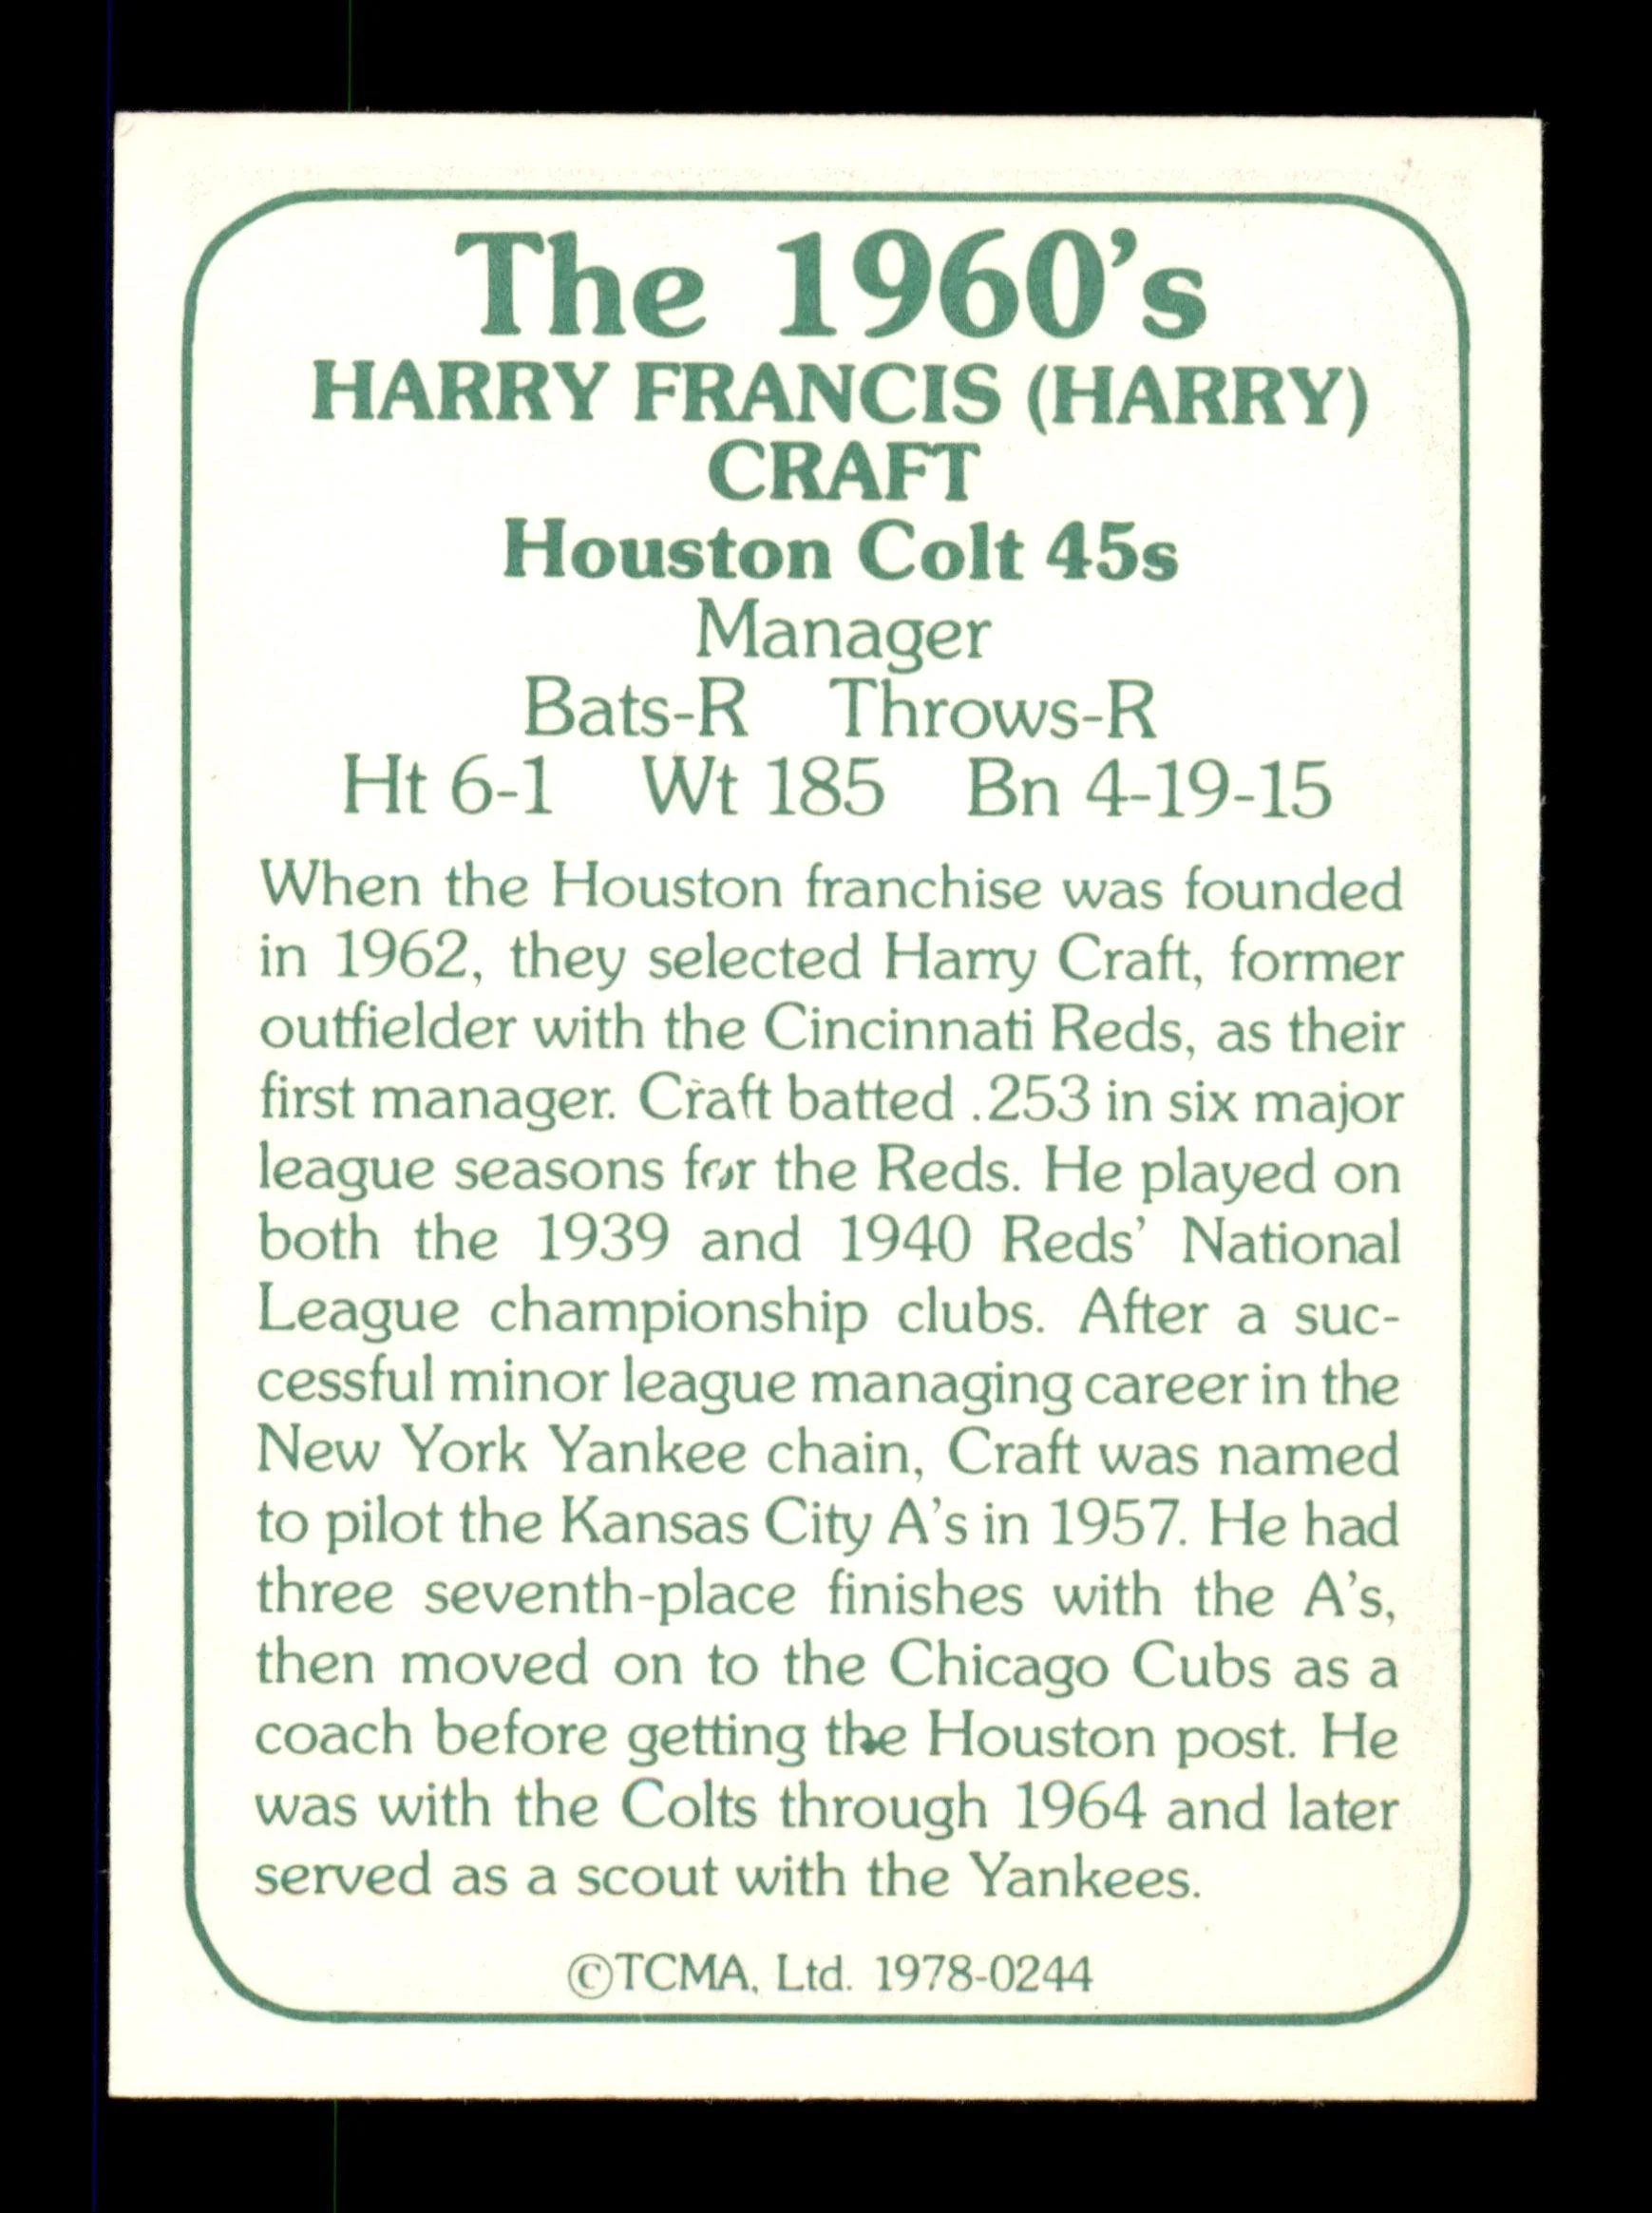 The 1960's
HARRY FRANCIS (HARRY)
CRAFT
Houston Colt 45s
Manager
Bats-R Throws-R
Ht 6-1 Wt 185 Bn 4-19-15
When the Houston franchise was founded
in 1962, they selected Harry Craft, former
outfielder with the Cincinnati Reds, as their
first manager. Craft batted .253 in six major
league seasons for the Reds. He played on
both the 1939 and 1940 Reds' National
League championship clubs. After a suc-
cessful minor league managing career in the
New York Yankee chain, Craft was named
to pilot the Kansas City A's in 1957. He had
three seventh-place finishes with the A's,
then moved on to the Chicago Cubs as a
coach before getting the Houston post. He
was with the Colts through 1964 and later
served as a scout with the Yankees.
©TCMA, Ltd. 1978-0244